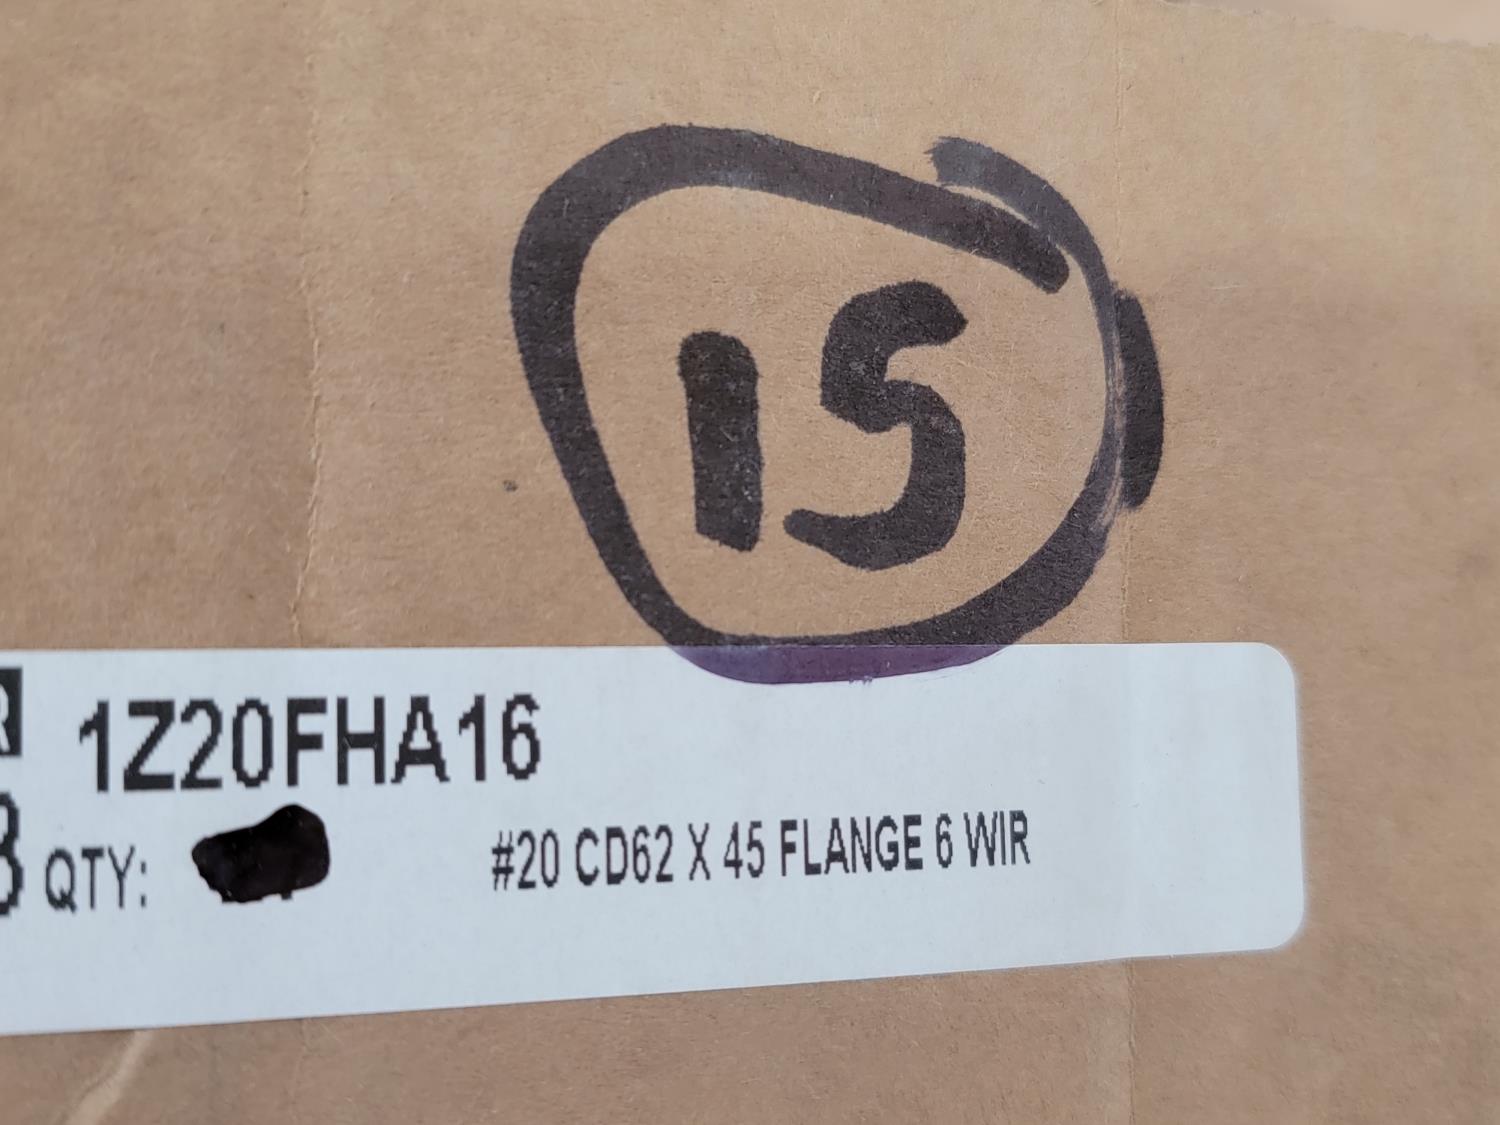 15
R 1Z20FHA16
QTY: #20 CD62 X 45 FLANGE 6 WIR